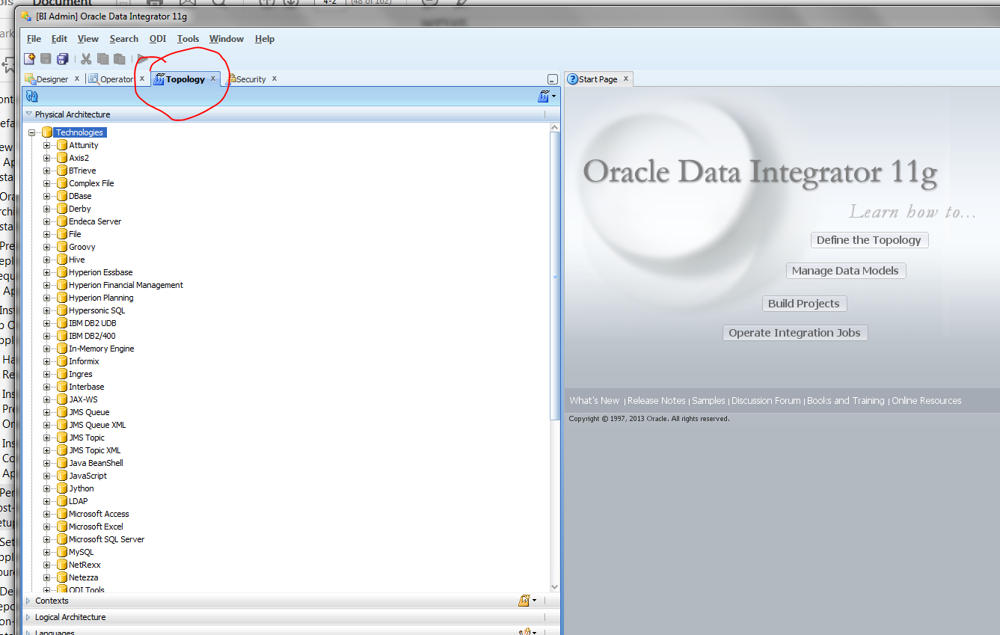 Document
4-2 (48 of 162)
[BI Admin] Oracle Data Integrator 11g
File Edit View Search ODI Tools Window Help
Designer x Operator x Topology x Security x
Start Page x
Physical Architecture
Technologies
Attunity
Axis2
BTrieve
Complex File
DBase
Derby
Endeca Server
File
Groovy
Hive
Hyperion Essbase
Hyperion Financial Management
Hyperion Planning
Hypersonic SQL
IBM DB2 UDB
IBM DB2/400
In-Memory Engine
Informix
Ingres
Interbase
JAX-WS
JMS Queue
JMS Queue XML
JMS Topic
JMS Topic XML
Java BeanShell
JavaScript
Jython
LDAP
Microsoft Access
Microsoft Excel
Microsoft SQL Server
MySQL
NetRexx
Netezza
ODI Tools
Contexts
Logical Architecture
Languages
Oracle Data Integrator 11g
Learn how to...
Define the Topology
Manage Data Models
Build Projects
Operate Integration Jobs
What's New | Release Notes | Samples | Discussion Forum | Books and Training | Online Resources
Copyright © 1997, 2013 Oracle. All rights reserved.